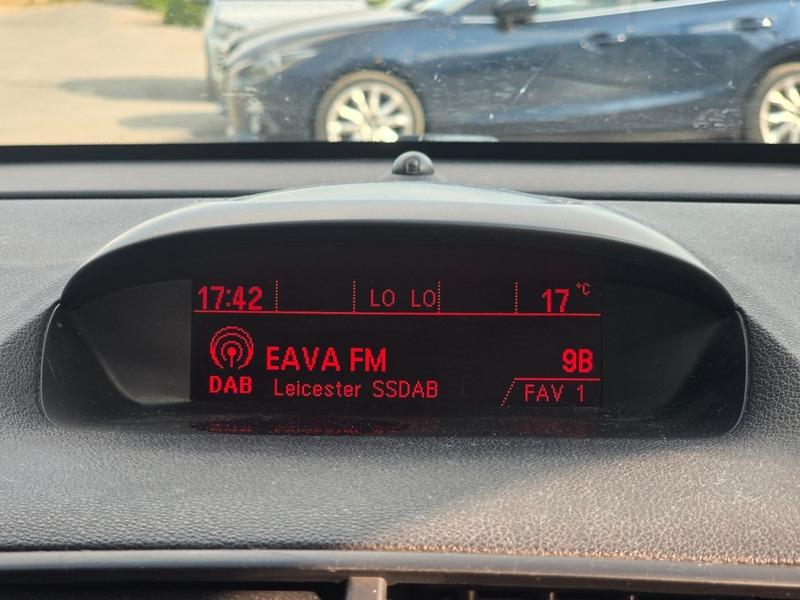 17:42 LO LO 17 °C
EAVA FM 9B
DAB Leicester SSDAB FAV 1